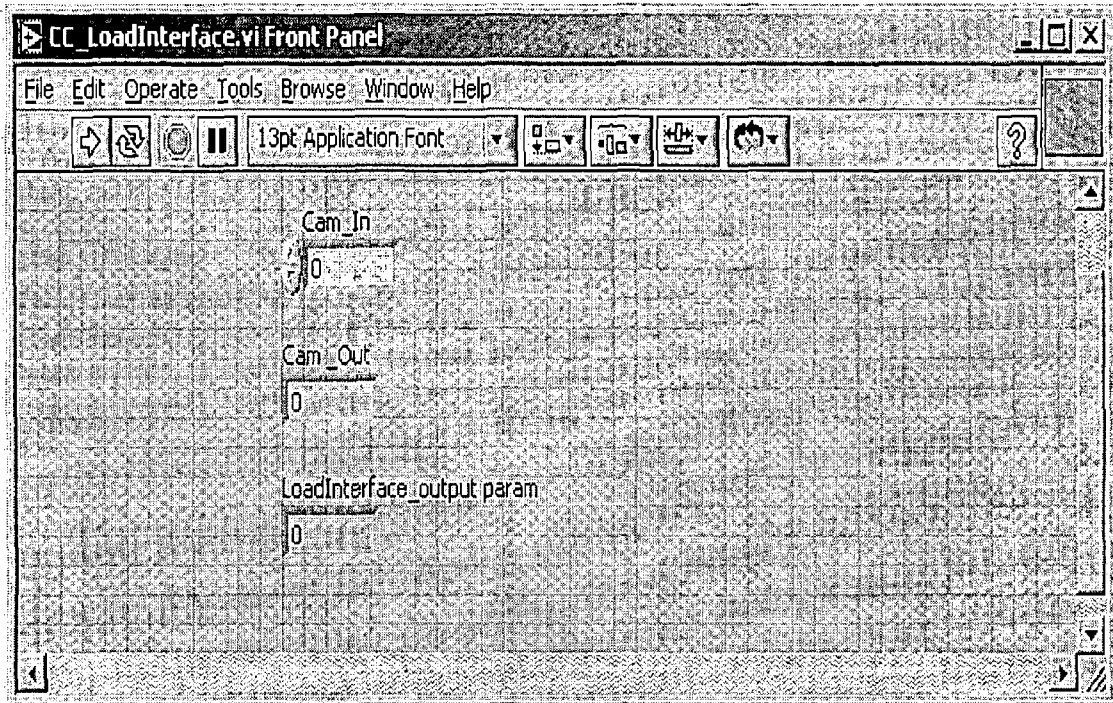 CC_LoadInterface.vi Front Panel
File Edit Operate Tools Browse Window Help
13pt Application Font
Cam_In
0
Cam_Out
0
LoadInterface_output param
0